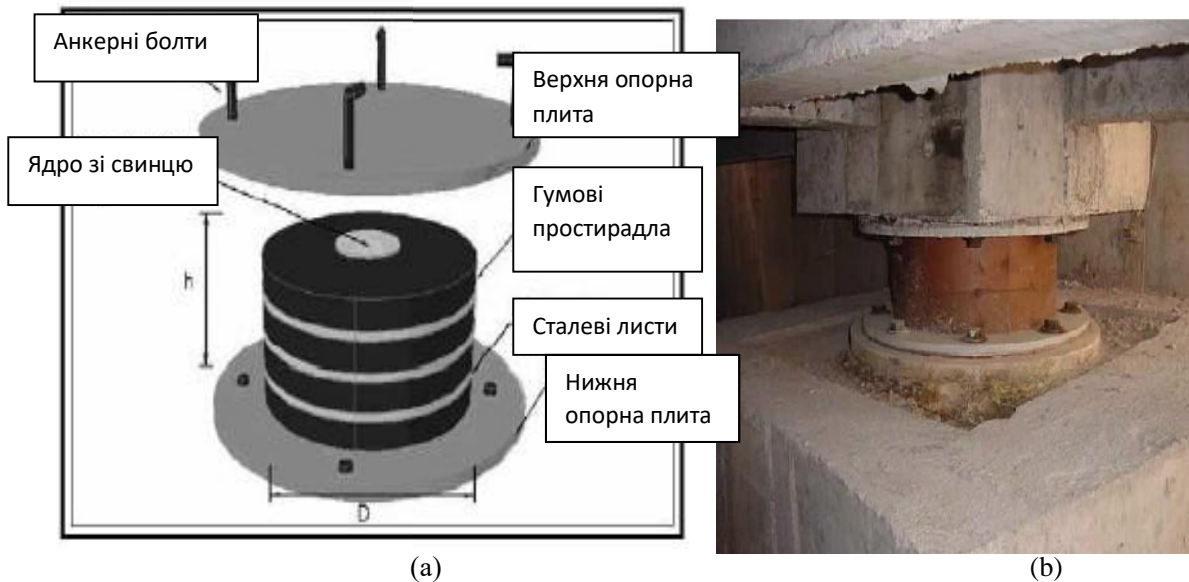 Анкерні болти
Верхня опорна
плита
Ядро зі свинцю
Гумові
простирадла
h
Сталеві листи
Нижня
опорна плита
D
(a)
(b)